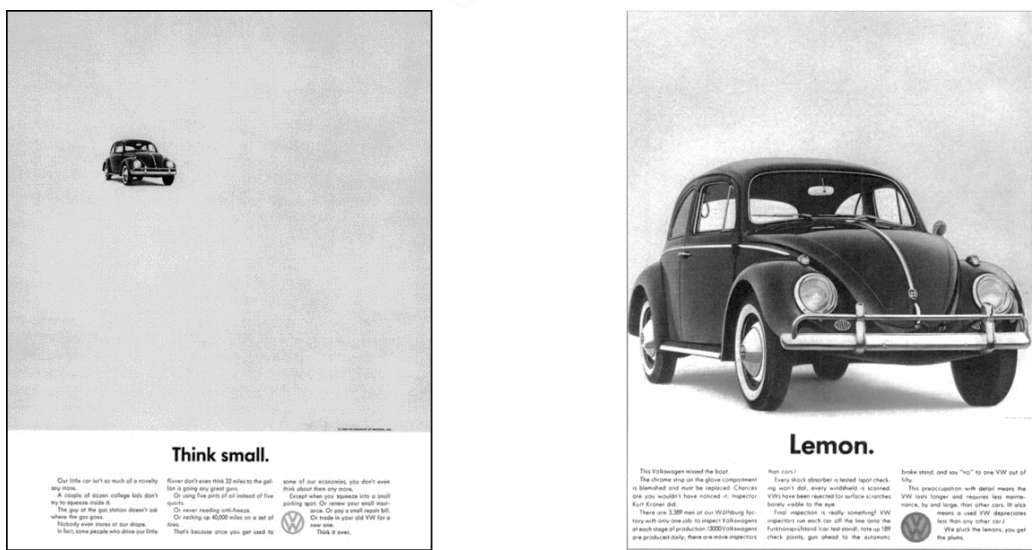 Think small.
Our little car isn't so much of a novelty
any more.
A couple of dozen college kids don't
try to squeeze inside it.
The guy at the gas station doesn't ask
where the gas goes.
Nobody even stares at our shape.
In fact, some people who drive our little
flivver don't even think 32 miles to the gal-
lon is going any great guns.
Or using five pints of oil instead of five
quarts.
Or never needing anti-freeze.
Or racking up 40,000 miles on a set of
tires.
That's because once you get used to
some of our economies, you don't even
think about them any more.
Except when you squeeze into a small
parking spot. Or renew your small insur-
ance. Or pay a small repair bill.
Or trade in your old VW for a
new one.
Think it over.
Lemon.
This Volkswagen missed the boat.
The chrome strip on the glove compartment
is blemished and must be replaced. Chances
are you wouldn't have noticed it; Inspector
Kurt Kroner did.
There are 3,389 men at our Wolfsburg fac-
tory with only one job: to inspect Volkswagens
at each stage of production. (3000 Volkswagens
are produced daily; there are more inspectors
than cars.)
Every shock absorber is tested (spot check-
ing won't do), every windshield is scanned.
VWs have been rejected for surface scratches
barely visible to the eye.
Final inspection is really something! VW
inspectors run each car off the line onto the
Funktionsprüfstand (car test stand), tote up 189
check points, gun ahead to the automatic
brake stand, and say "no" to one VW out of
fifty.
This preoccupation with detail means the
VW lasts longer and requires less mainte-
nance, by and large, than other cars. (It also
means a used VW depreciates
less than any other car.)
We pluck the lemons; you get
the plums.